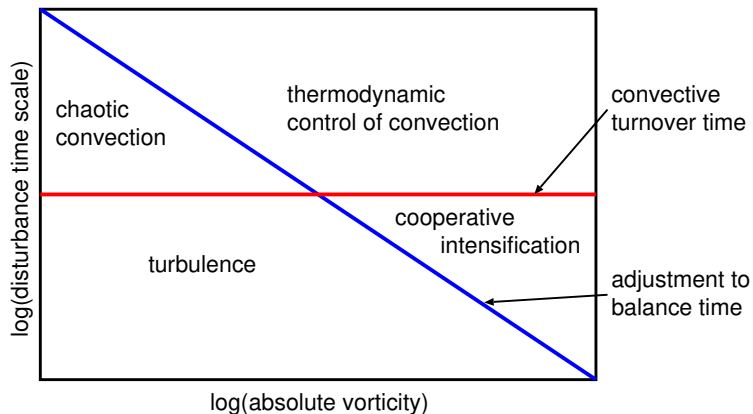 log(disturbance time scale)
chaotic
convection
thermodynamic
control of convection
convective
turnover time
cooperative
intensification
turbulence
adjustment to
balance time
log(absolute vorticity)